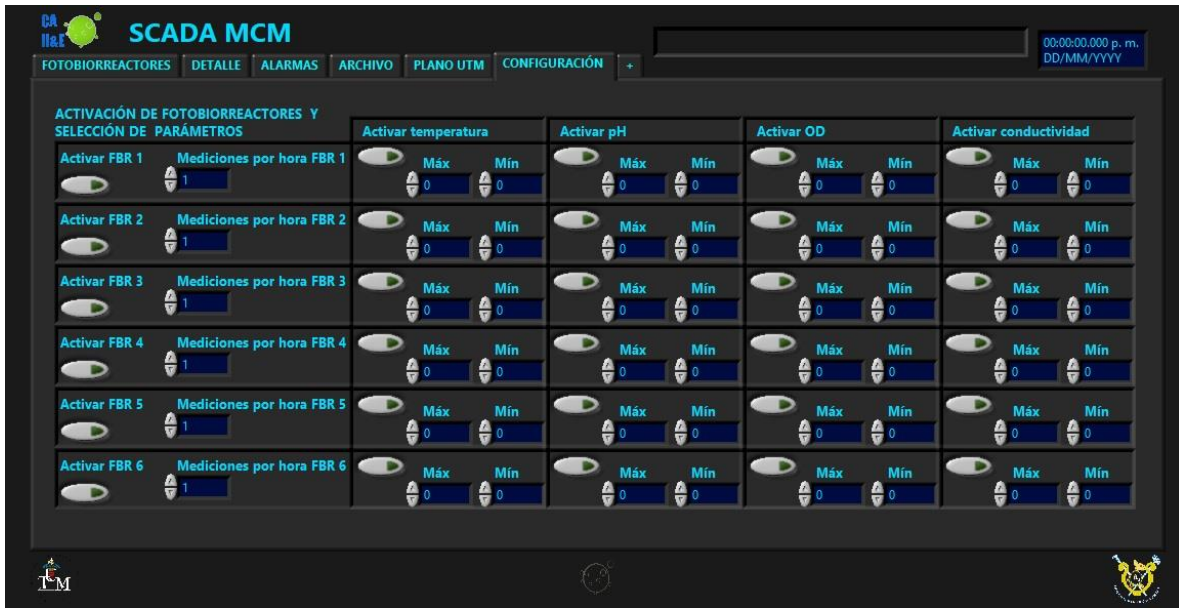 CA
II&E
SCADA MCM
00:00:00.000 p. m.
DD/MM/YYYY
FOTOBIORREACTORES DETALLE ALARMAS ARCHIVO PLANO UTM CONFIGURACIÓN +
ACTIVACIÓN DE FOTOBIORREACTORES Y
SELECCIÓN DE PARÁMETROS
Activar temperatura Activar pH Activar OD Activar conductividad
Activar FBR 1 Mediciones por hora FBR 1 Máx Mín Máx Mín Máx Mín Máx Mín
1 0 0 0 0 0 0 0 0
Activar FBR 2 Mediciones por hora FBR 2 Máx Mín Máx Mín Máx Mín Máx Mín
1 0 0 0 0 0 0 0 0
Activar FBR 3 Mediciones por hora FBR 3 Máx Mín Máx Mín Máx Mín Máx Mín
1 0 0 0 0 0 0 0 0
Activar FBR 4 Mediciones por hora FBR 4 Máx Mín Máx Mín Máx Mín Máx Mín
1 0 0 0 0 0 0 0 0
Activar FBR 5 Mediciones por hora FBR 5 Máx Mín Máx Mín Máx Mín Máx Mín
1 0 0 0 0 0 0 0 0
Activar FBR 6 Mediciones por hora FBR 6 Máx Mín Máx Mín Máx Mín Máx Mín
1 0 0 0 0 0 0 0 0